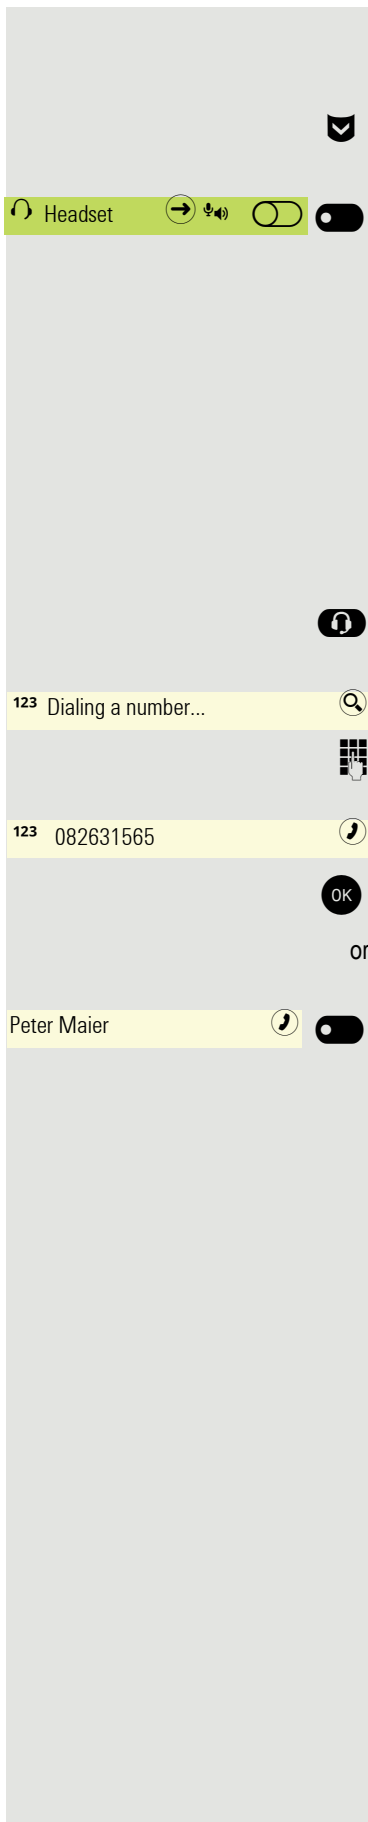 Headset
123 Dialing a number...
123 082631565
OK
or
Peter Maier